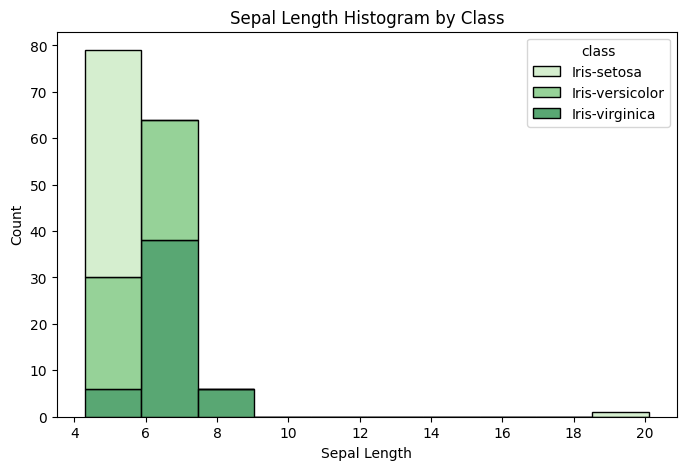 Sepal Length Histogram by Class
class
Iris-setosa
Iris-versicolor
Iris-virginica
80
70
60
50
40
30
20
10
0
Count
4 6 8 10 12 14 16 18 20
Sepal Length